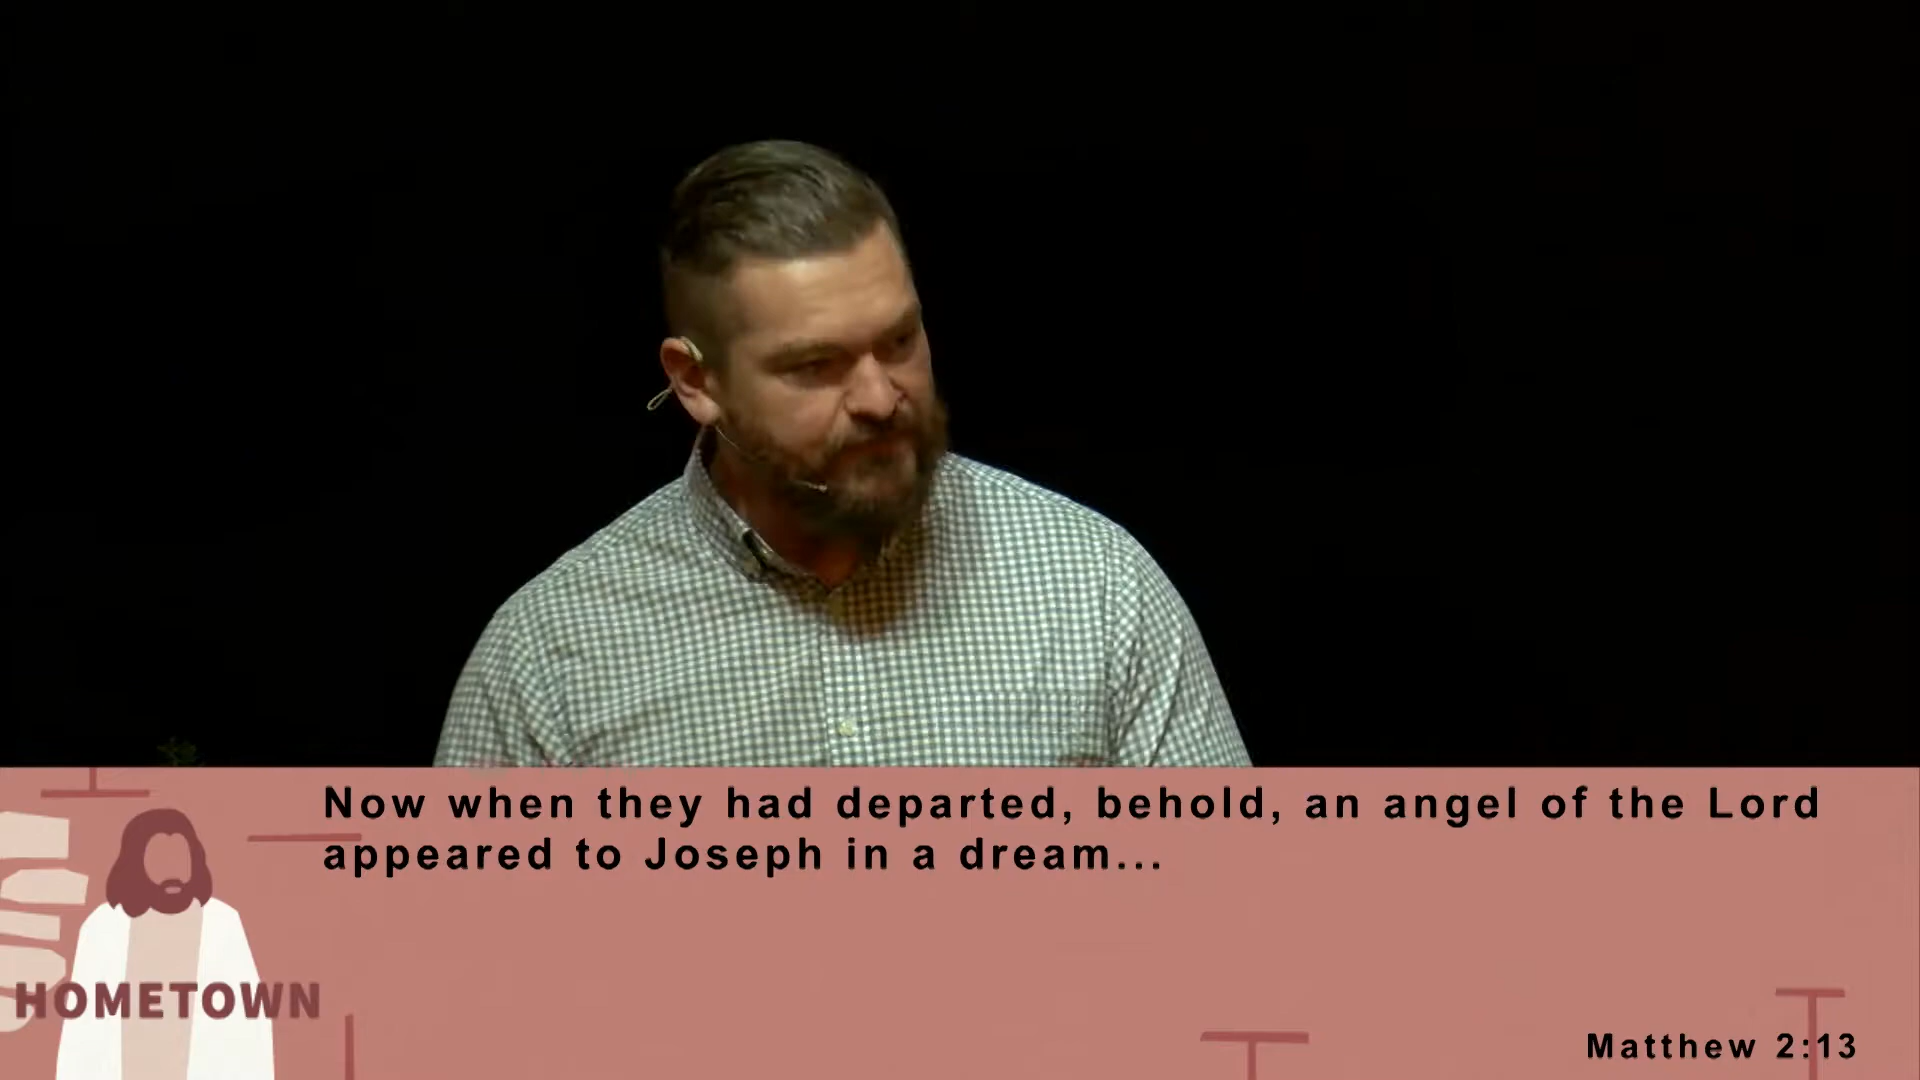 Now when they had departed, behold, an angel of the Lord
appeared to Joseph in a dream...
HOMETOWN
Matthew 2:13